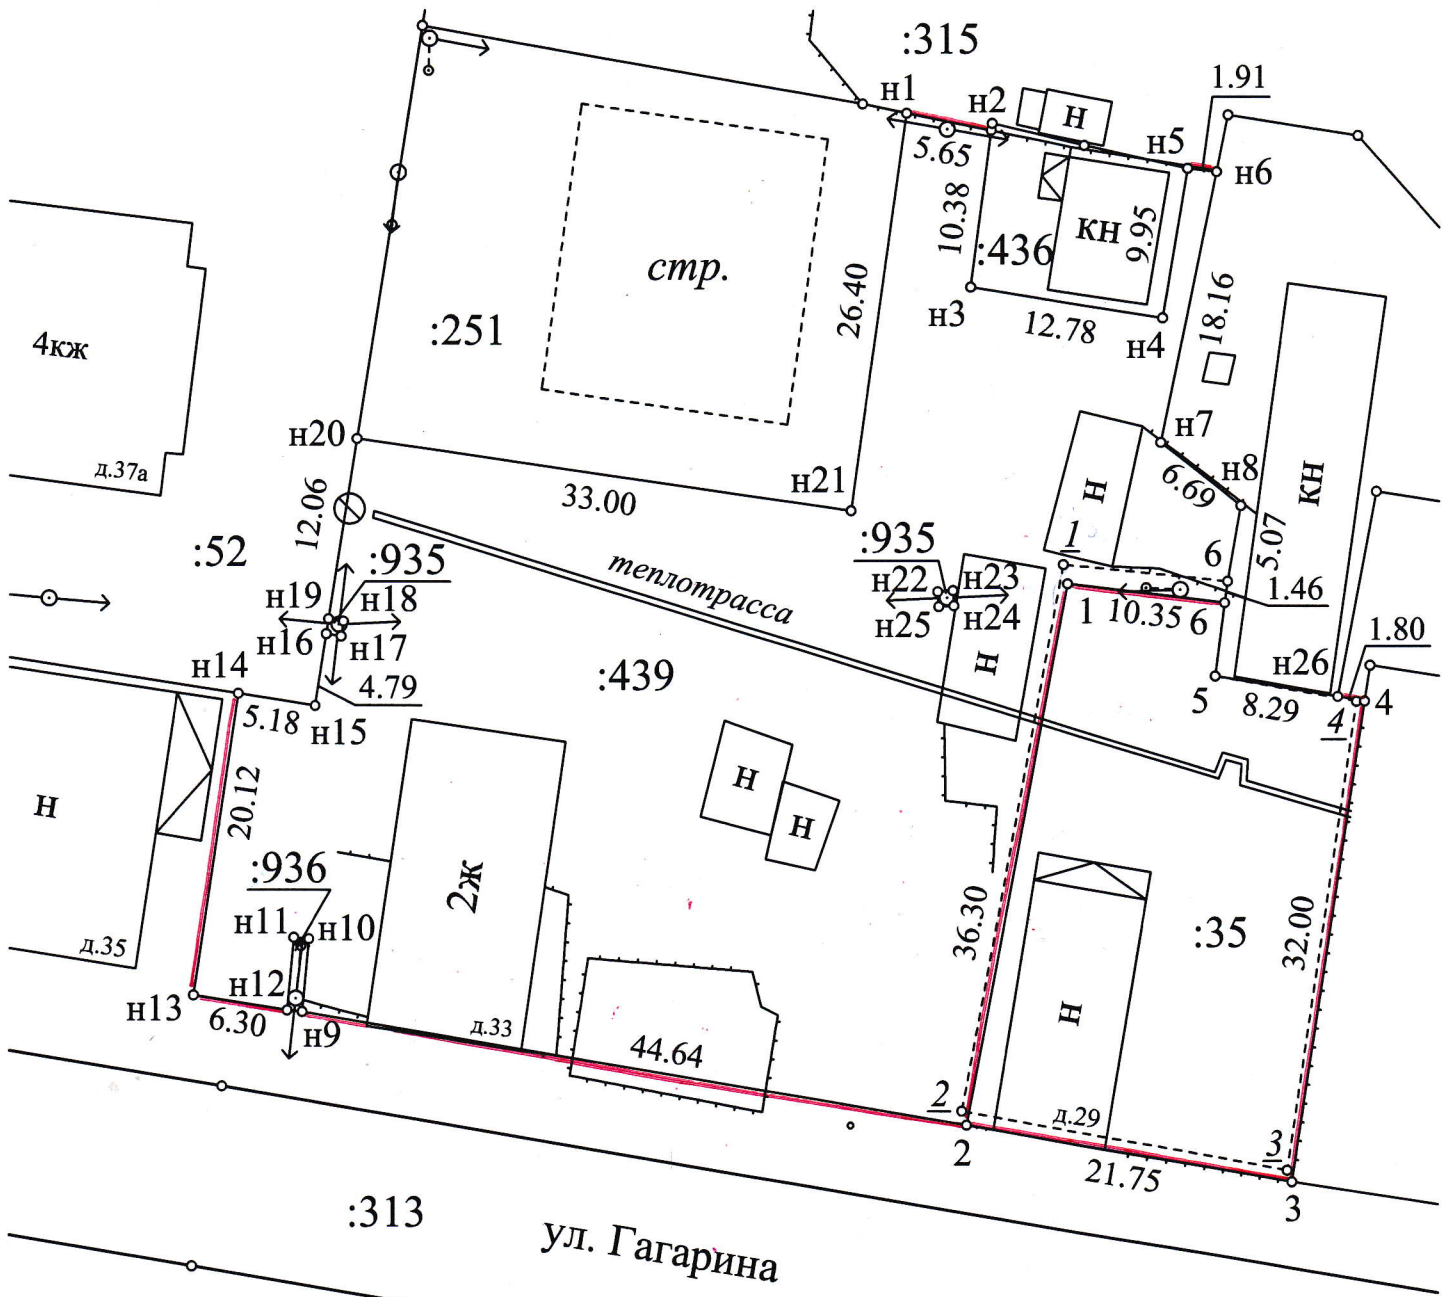 :315
1.91
н1
н2
н
5.65
н5
н6
10.38
9.95
кн
:436
стр.
26.40
н3
12.78
н4
18.16
:251
4кж
н20
н7
д.37а
н21
33.00
н8
6.69
н
кн
5.07
12.06
:52
:935
теплотрасса
:935
1
6
н22
н23
1.46
н19
н18
1
10.35
6
н25
н24
1.80
н16
н17
н14
:439
н
н26
4.79
5
8.29
4
4
5.18
н15
н
н
20.12
н
:936
2ж
36.30
:35
32.00
н11
н10
д.35
н12
н
н13
6.30
н9
д.33
44.64
2
д.29
2
21.75
3
3
:313
ул. Гагарина